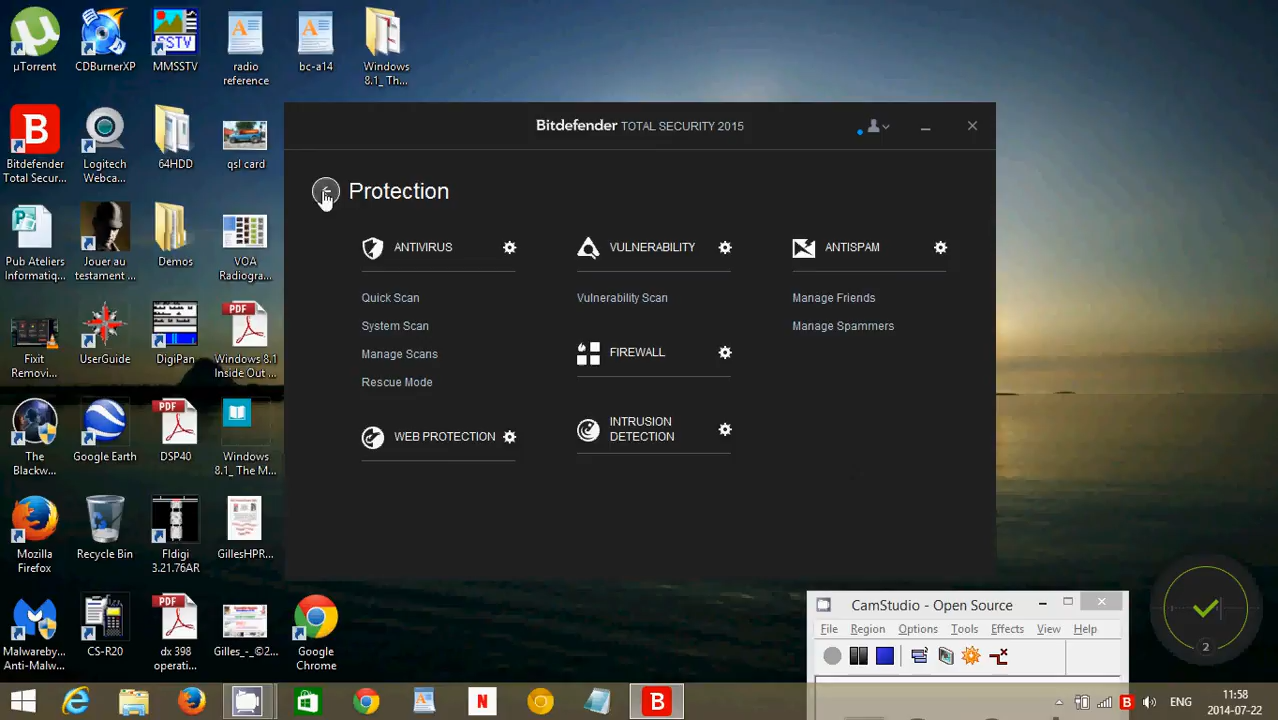 µTorrent
CDBurnerXP
MMSSTV
SSTV
radio
reference
bc-a14
Windows
8.1_ Th...
Bitdefender
Total Secur...
Logitech
Webca...
64HDD
qsl card
Pub Ateliers
Informatiq...
Jouer au
testament ...
Demos
VOA
Radiogra...
Fixit
Removi...
UserGuide
DigiPan
PDF
Windows 8.1
Inside Out ...
The
Blackw...
Google Earth
PDF
DSP40
Windows
8.1_ The M...
Mozilla
Firefox
Recycle Bin
Fldigi
3.21.76AR
GillesHPR...
Malwareby...
Anti-Malw...
CS-R20
PDF
dx 398
operati...
Gilles_-_©2...
Google
Chrome
Bitdefender TOTAL SECURITY 2015
Protection
ANTIVIRUS
Quick Scan
System Scan
Manage Scans
Rescue Mode
WEB PROTECTION
VULNERABILITY
Vulnerability Scan
FIREWALL
INTRUSION
DETECTION
ANTISPAM
Manage Friends
Manage Spammers
CamStudio - Open Source
File Region Options Tools Effects View Help
2
N
B
B
ENG
11:58
2014-07-22